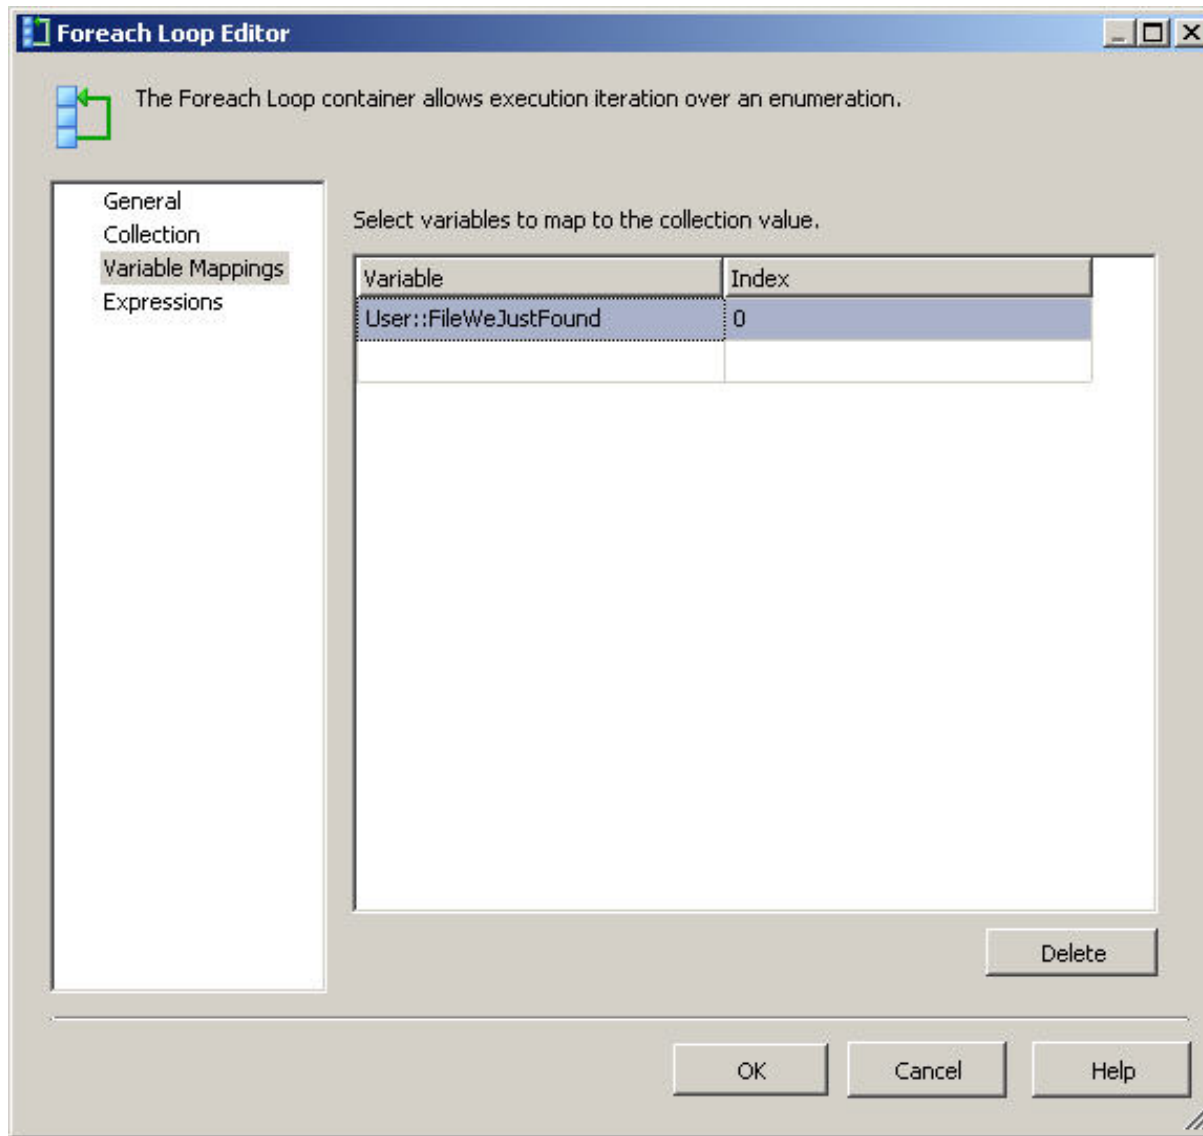 Foreach Loop Editor
The Foreach Loop container allows execution iteration over an enumeration.
General
Collection
Variable Mappings
Expressions
Select variables to map to the collection value.
Variable Index
User::FileWeJustFound 0
Delete
OK Cancel Help